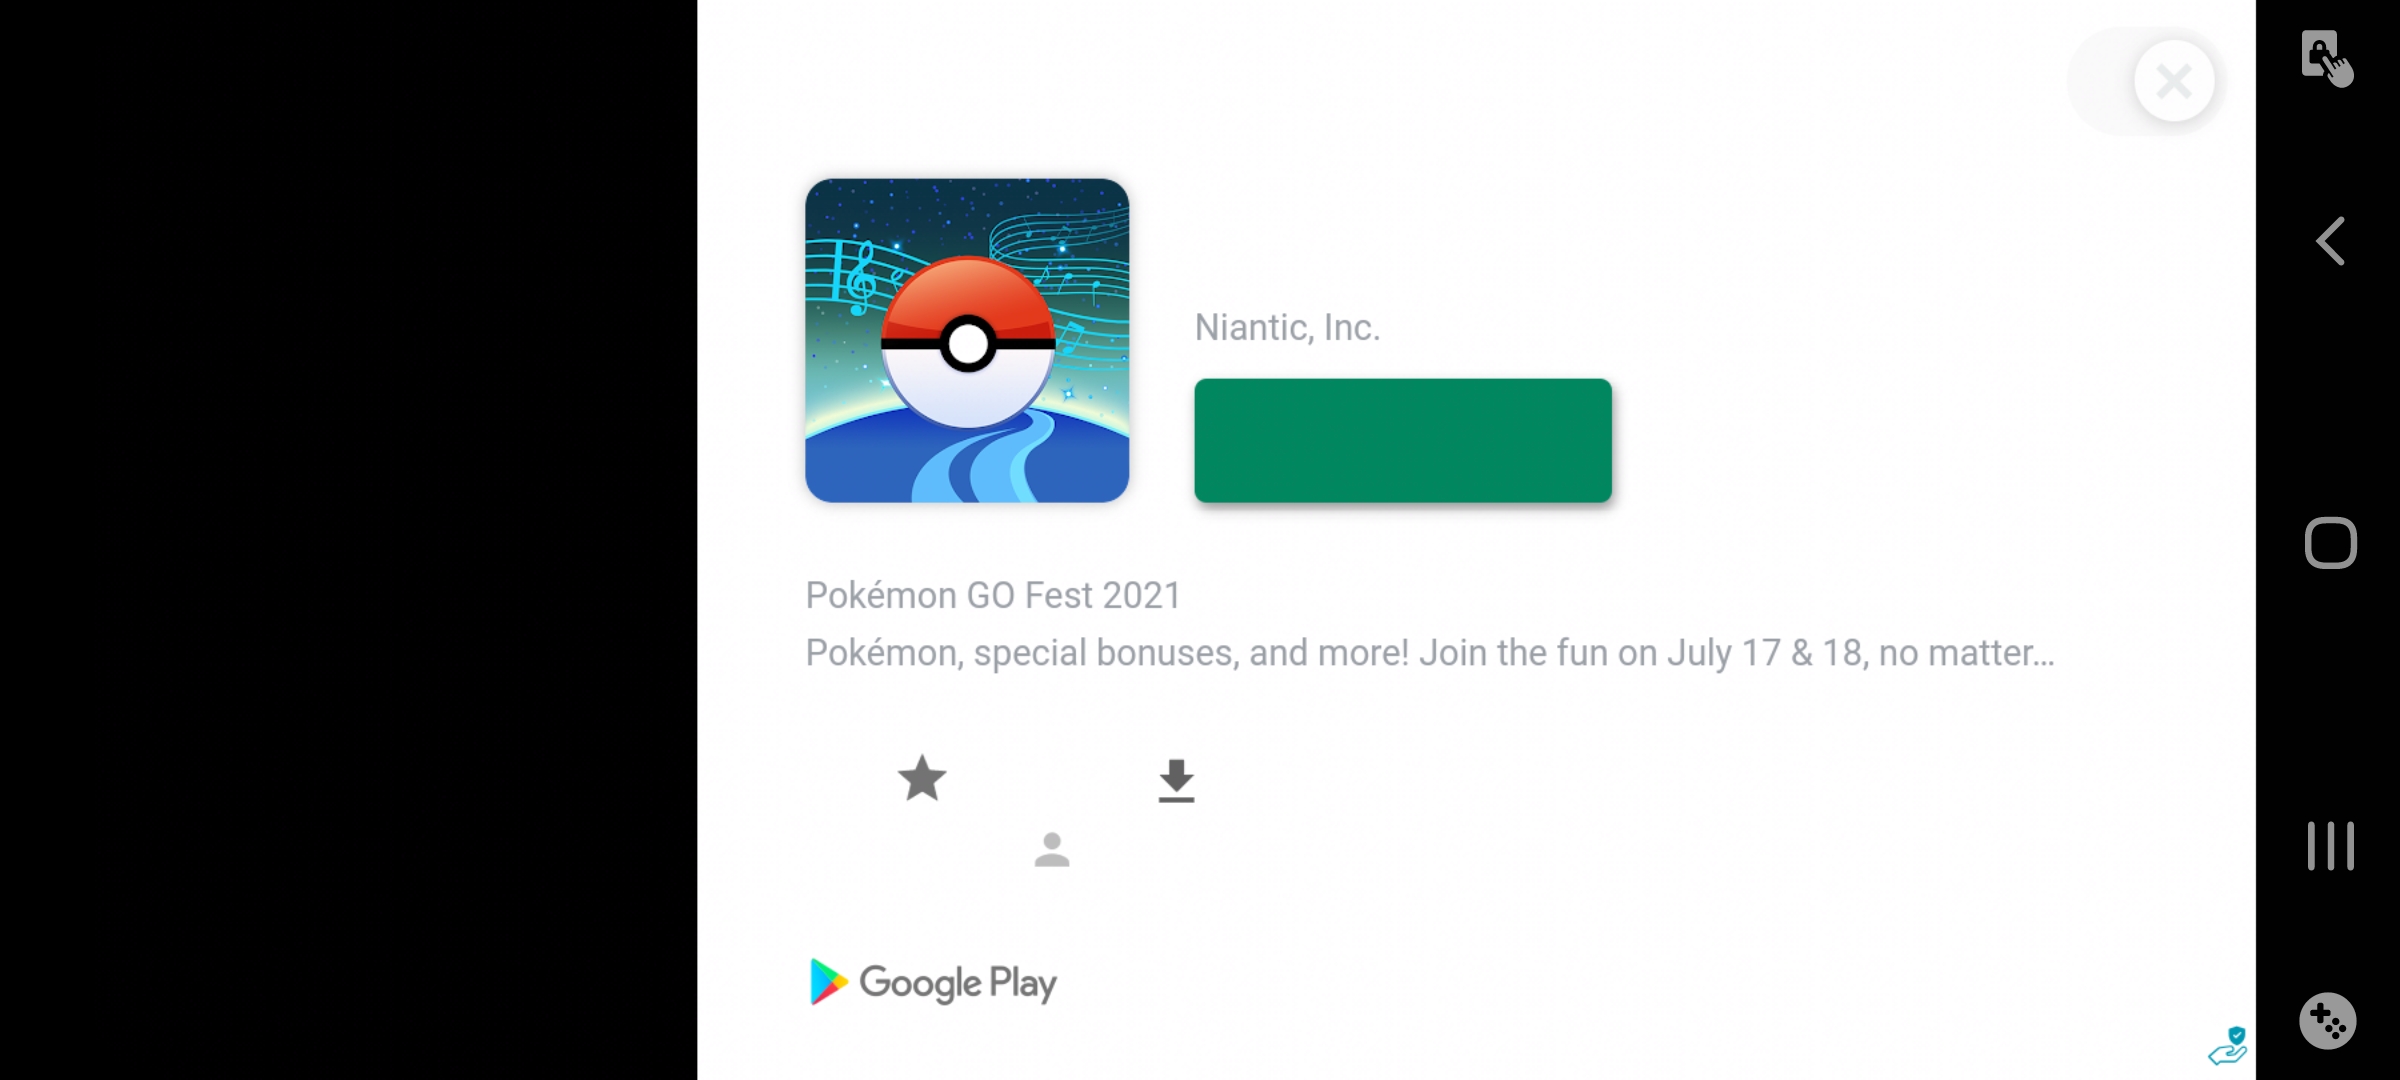 Niantic, Inc.
Pokémon GO Fest 2021
Pokémon, special bonuses, and more! Join the fun on July 17 & 18, no matter...
Google Play